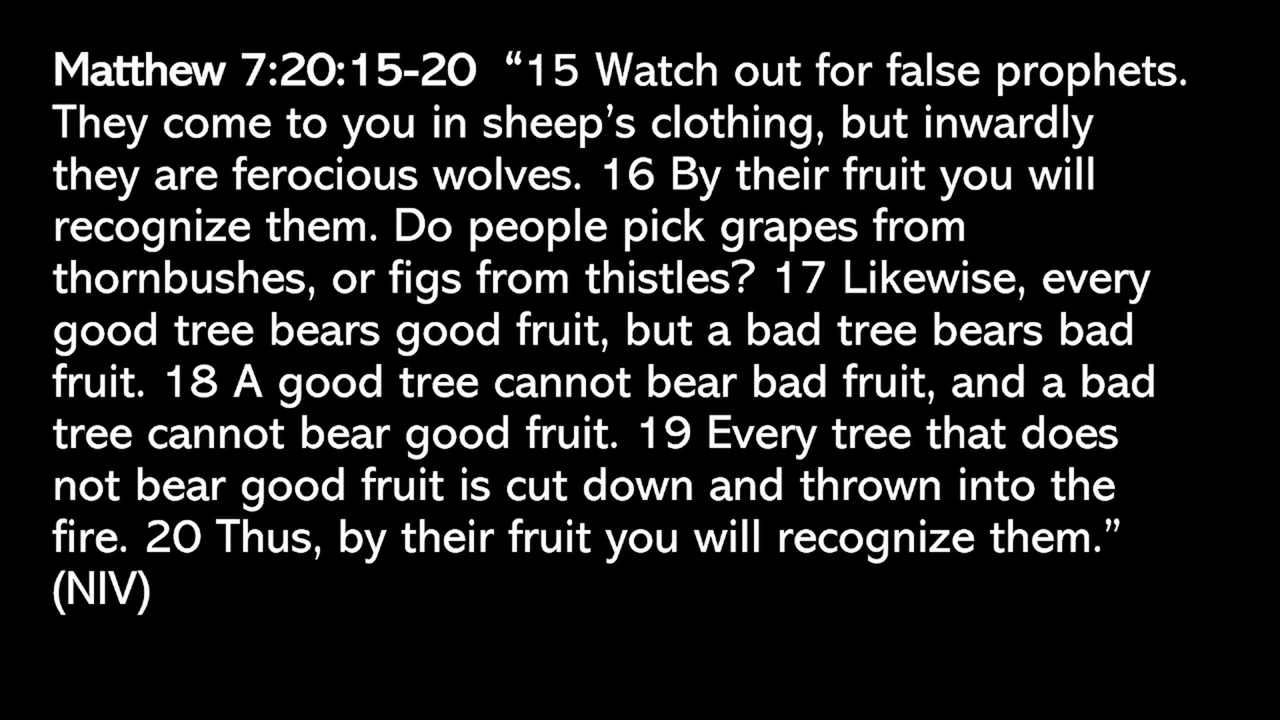 Matthew 7:20:15-20  “15 Watch out for false prophets.
They come to you in sheep’s clothing, but inwardly
they are ferocious wolves. 16 By their fruit you will
recognize them. Do people pick grapes from
thornbushes, or figs from thistles? 17 Likewise, every
good tree bears good fruit, but a bad tree bears bad
fruit. 18 A good tree cannot bear bad fruit, and a bad
tree cannot bear good fruit. 19 Every tree that does
not bear good fruit is cut down and thrown into the
fire. 20 Thus, by their fruit you will recognize them.”
(NIV)